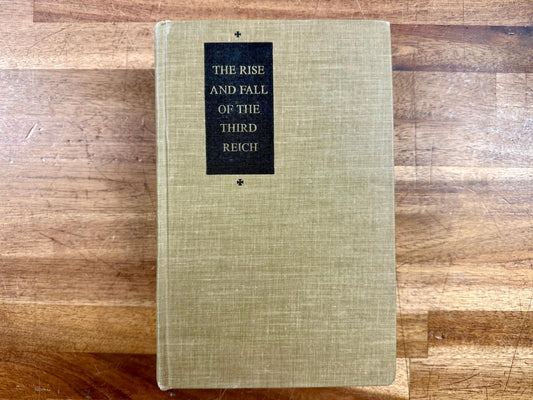 THE RISE
AND FALL
OF THE
THIRD
REICH